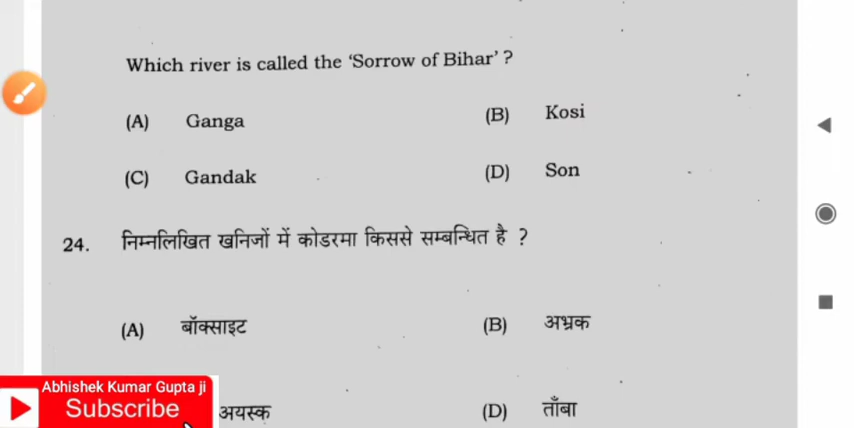 Which river is called the 'Sorrow of Bihar' ?
(A) Ganga (B) Kosi
(C) Gandak (D) Son
24. निम्नलिखित खनिजों में कोडरमा किससे सम्बन्धित है ?
(A) बॉक्साइट (B) अभ्रक
अयस्क (D) ताँबा
Abhishek Kumar Gupta ji
Subscribe